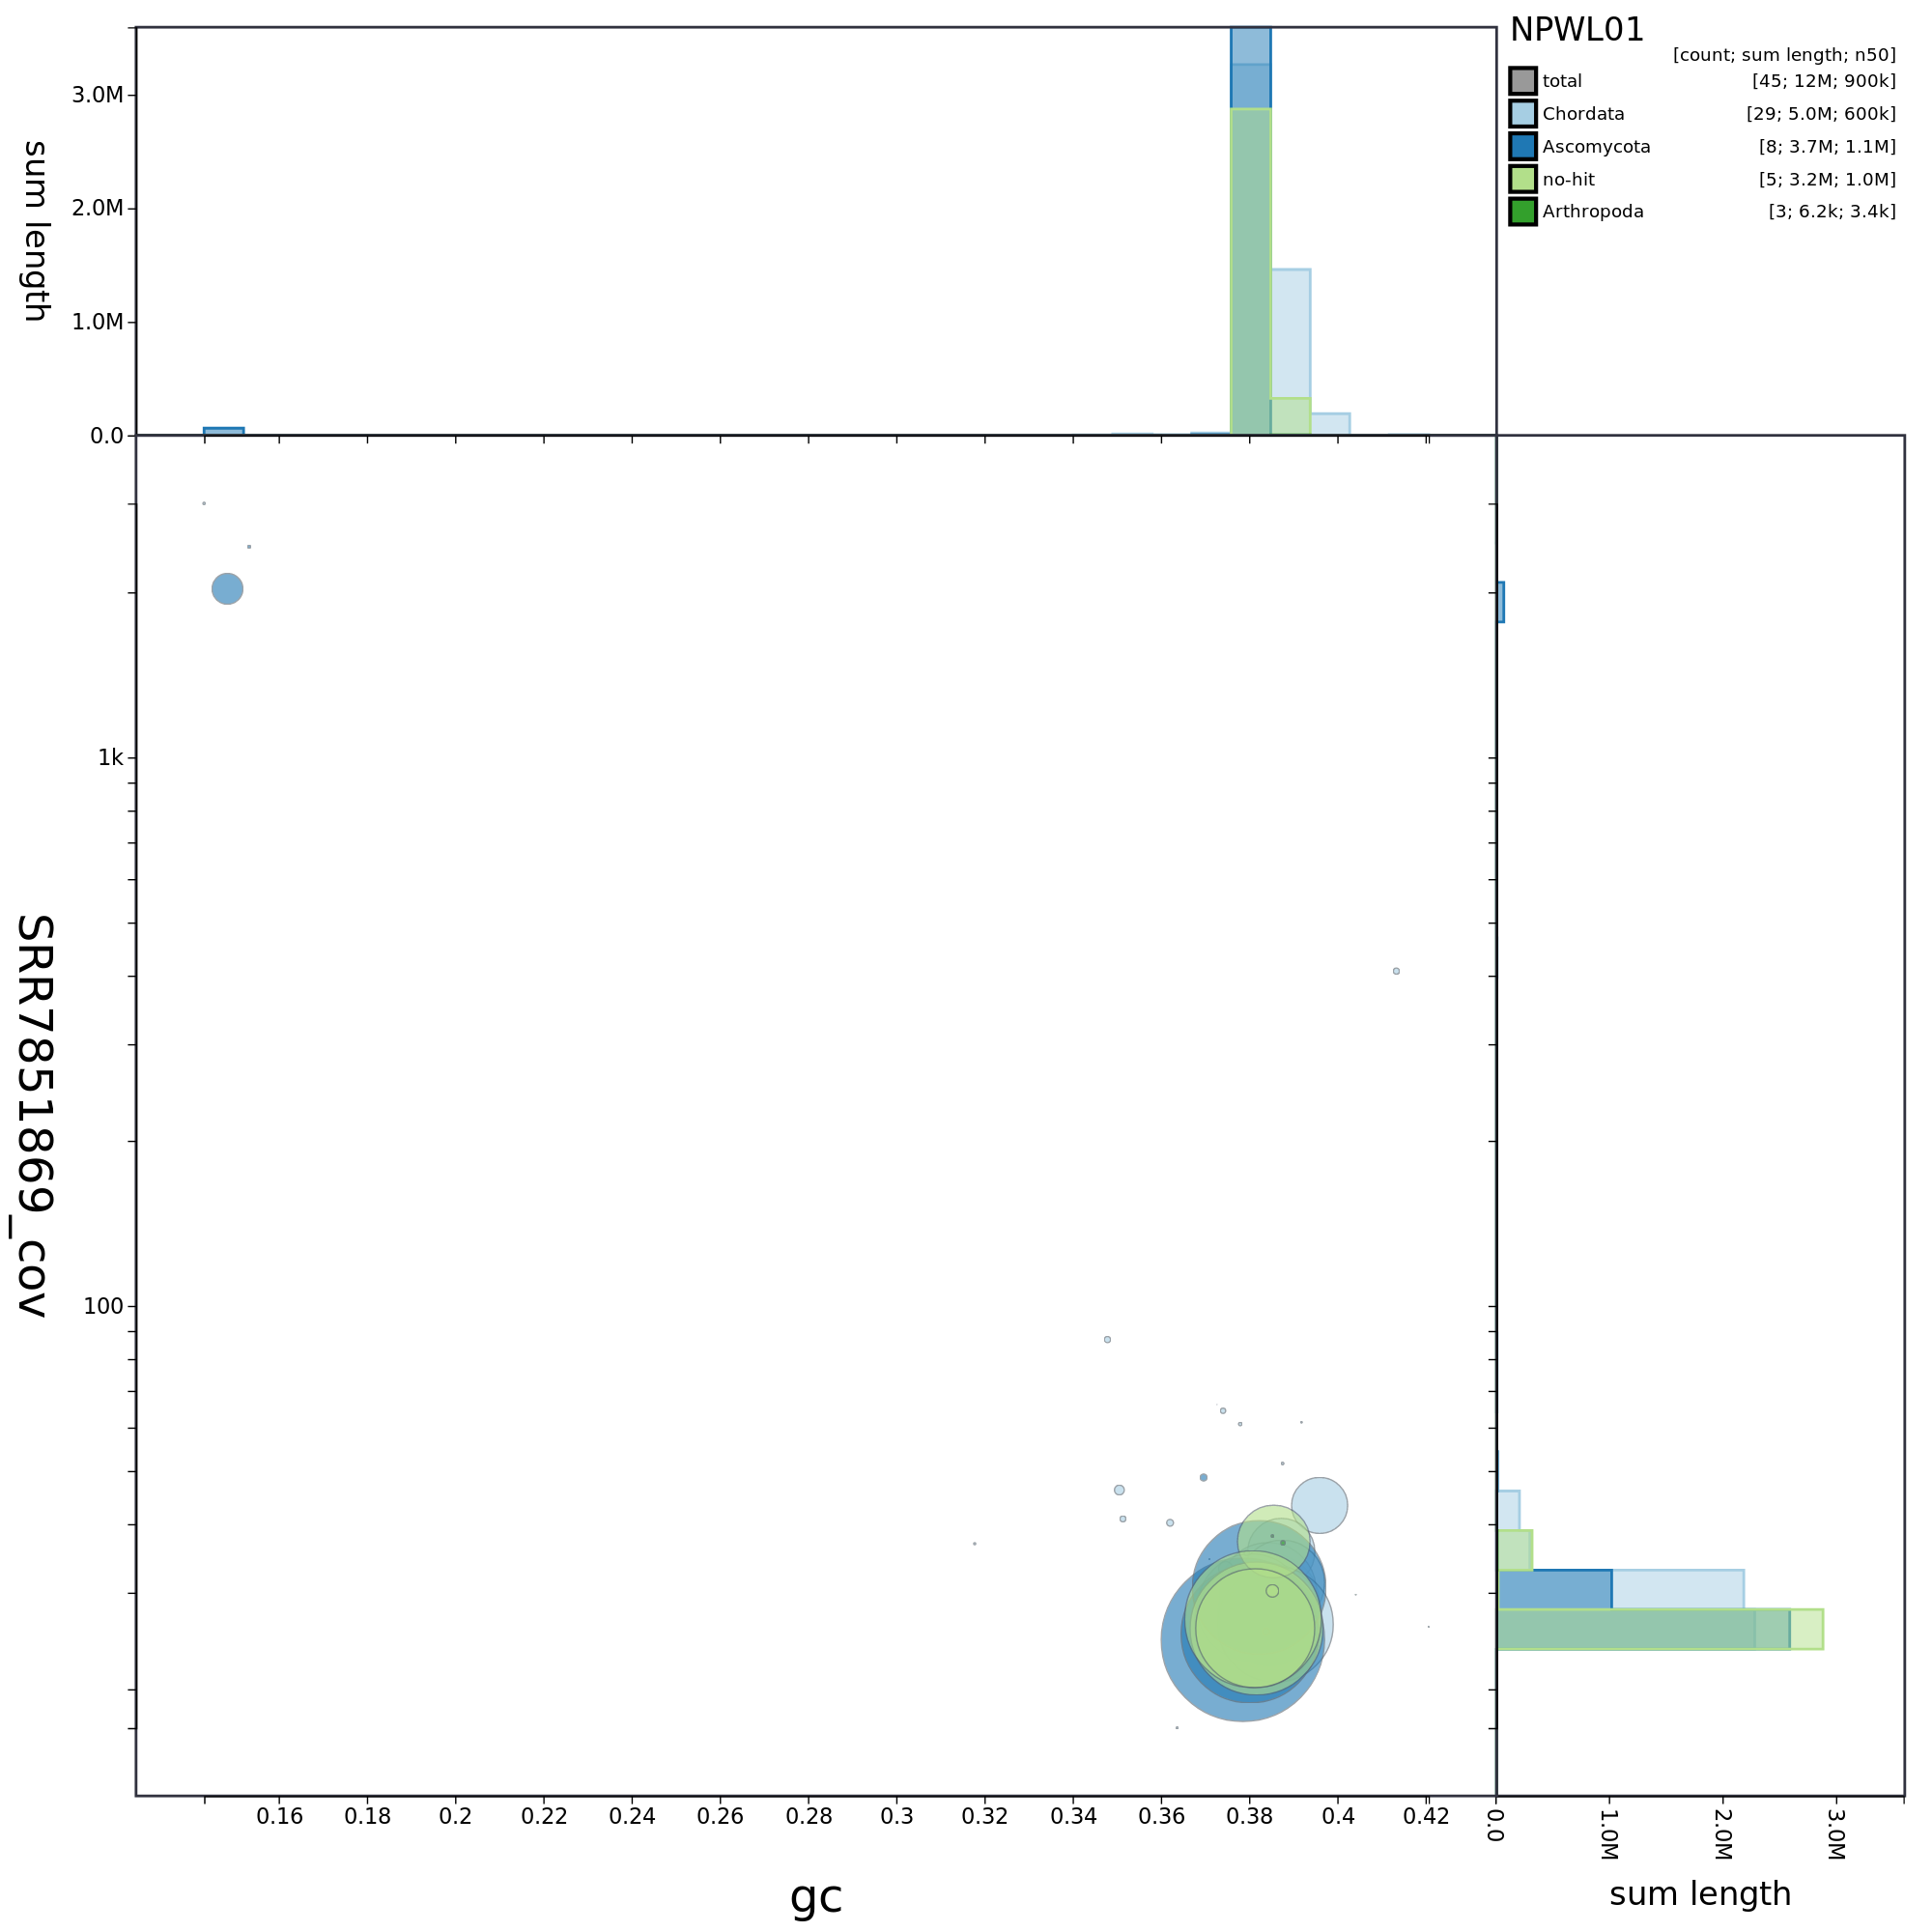 NPWL01
[count; sum length; n50]
total [45; 12M; 900k]
Chordata [29; 5.0M; 600k]
Ascomycota [8; 3.7M; 1.1M]
no-hit [5; 3.2M; 1.0M]
Arthropoda [3; 6.2k; 3.4k]
sum length
3.0M
2.0M
1.0M
0.0
SRR7851869_cov
1k
100
0.16 0.18 0.2 0.22 0.24 0.26 0.28 0.3 0.32 0.34 0.36 0.38 0.4 0.42
gc
0.0 1.0M 2.0M 3.0M
sum length